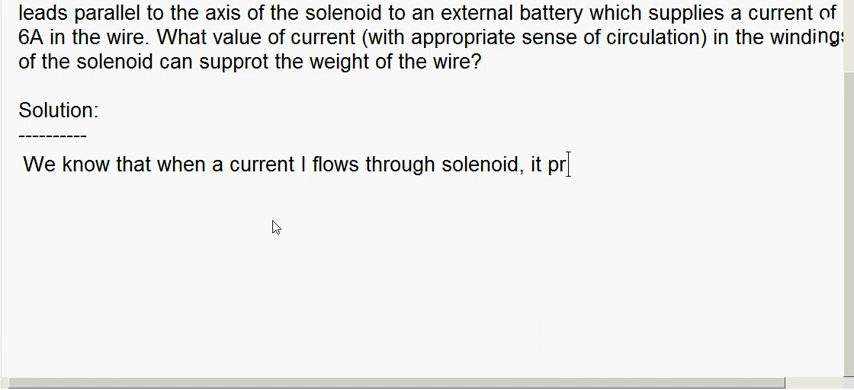 leads parallel to the axis of the solenoid to an external battery which supplies a current of
6A in the wire. What value of current (with appropriate sense of circulation) in the windings
of the solenoid can supprot the weight of the wire?
Solution:
----------
We know that when a current I flows through solenoid, it pr